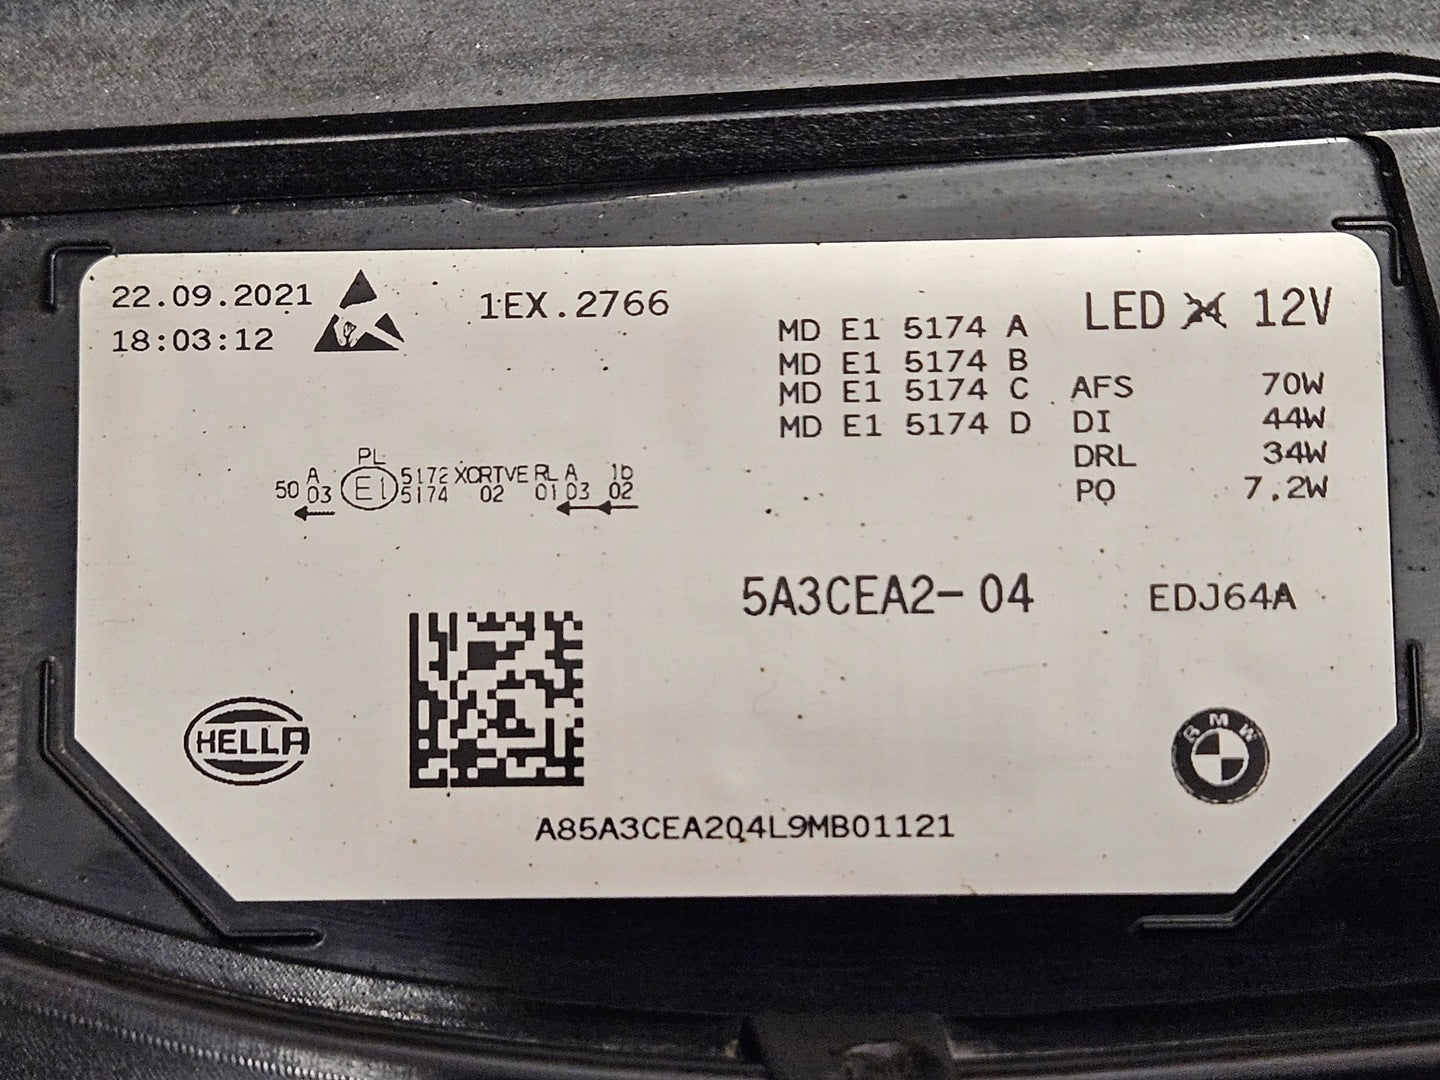 22.09.2021
18:03:12
1EX.2766
LED 12V
MD E1 5174 A
MD E1 5174 B
MD E1 5174 C
MD E1 5174 D
AFS 70W
DI 44W
DRL 34W
PO 7.2W
PL
50 A 03 E1 5172 5174 XCRTVE 02 RL 01 A 03 1b 02
5A3CEA2-04
EDJ64A
HELLA
BMW
A85A3CEA204L9MB01121